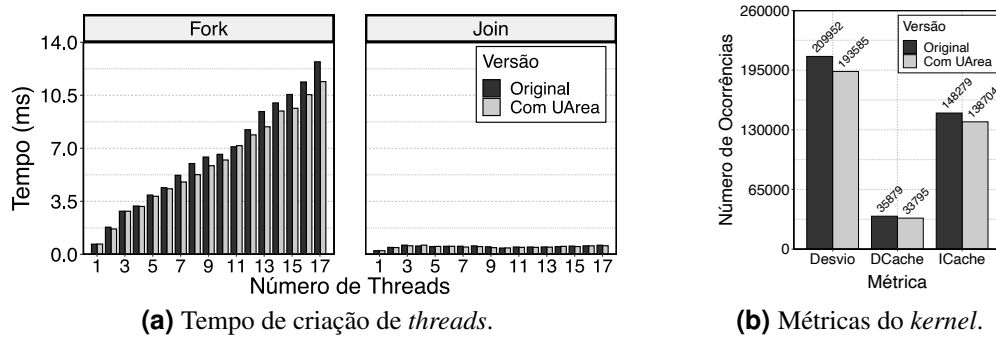 Fork
Join
14.0
10.5
7.0
3.5
0.0
Tempo (ms)
Versão
Original
Com UArea
1 3 5 7 9 11 13 15 17
1 3 5 7 9 11 13 15 17
Número de Threads
(a) Tempo de criação de threads.
260000
195000
130000
65000
0
Número de Ocorrências
Versão
Original
Com UArea
209952
193585
35879
33795
148279
138704
Desvio DCache ICache
Métrica
(b) Métricas do kernel.